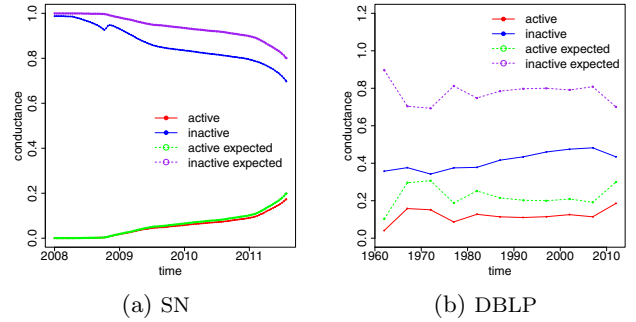 1.0
0.8
0.6
0.4
0.2
0.0
conductance
active
inactive
active expected
inactive expected
2008 2009 2010 2011
time
(a) SN
1.2
1.0
0.8
0.6
0.4
0.2
0.0
conductance
active
inactive
active expected
inactive expected
1960 1970 1980 1990 2000 2010
time
(b) DBLP